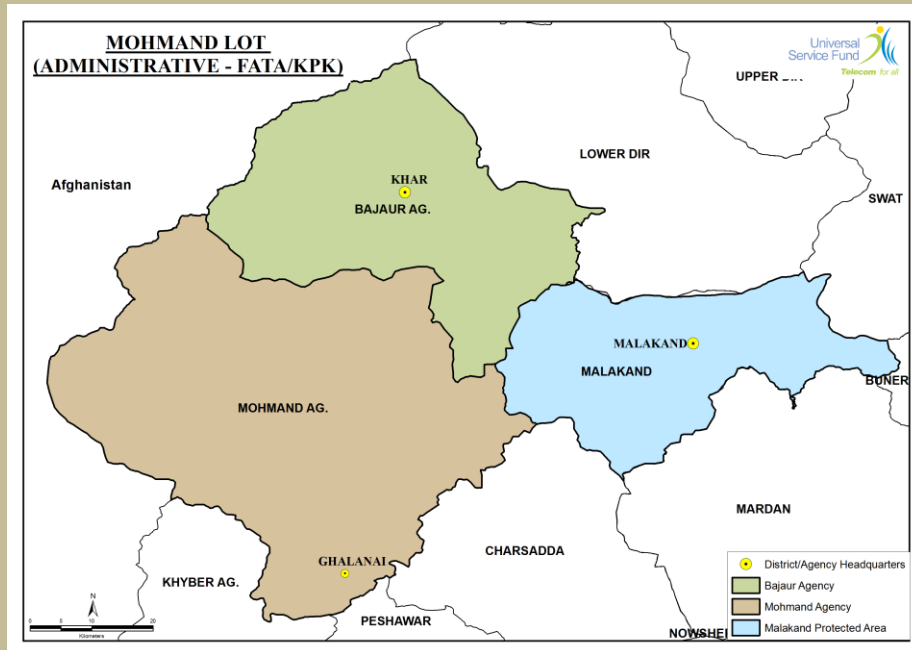 MOHMAND LOT
(ADMINISTRATIVE - FATA/KPK)
Universal
Service Fund
Telecom for all
UPPER
LOWER DIR
Afghanistan
KHAR
BAJAUR AG.
SWAT
MALAKAND
MALAKAND
BUNER
MOHMAND AG.
MARDAN
CHARSADDA
GHALANAI
KHYBER AG.
PESHAWAR
N
0 5 10 20
Kilometers
District/Agency Headquarters
Bajaur Agency
Mohmand Agency
Malakand Protected Area